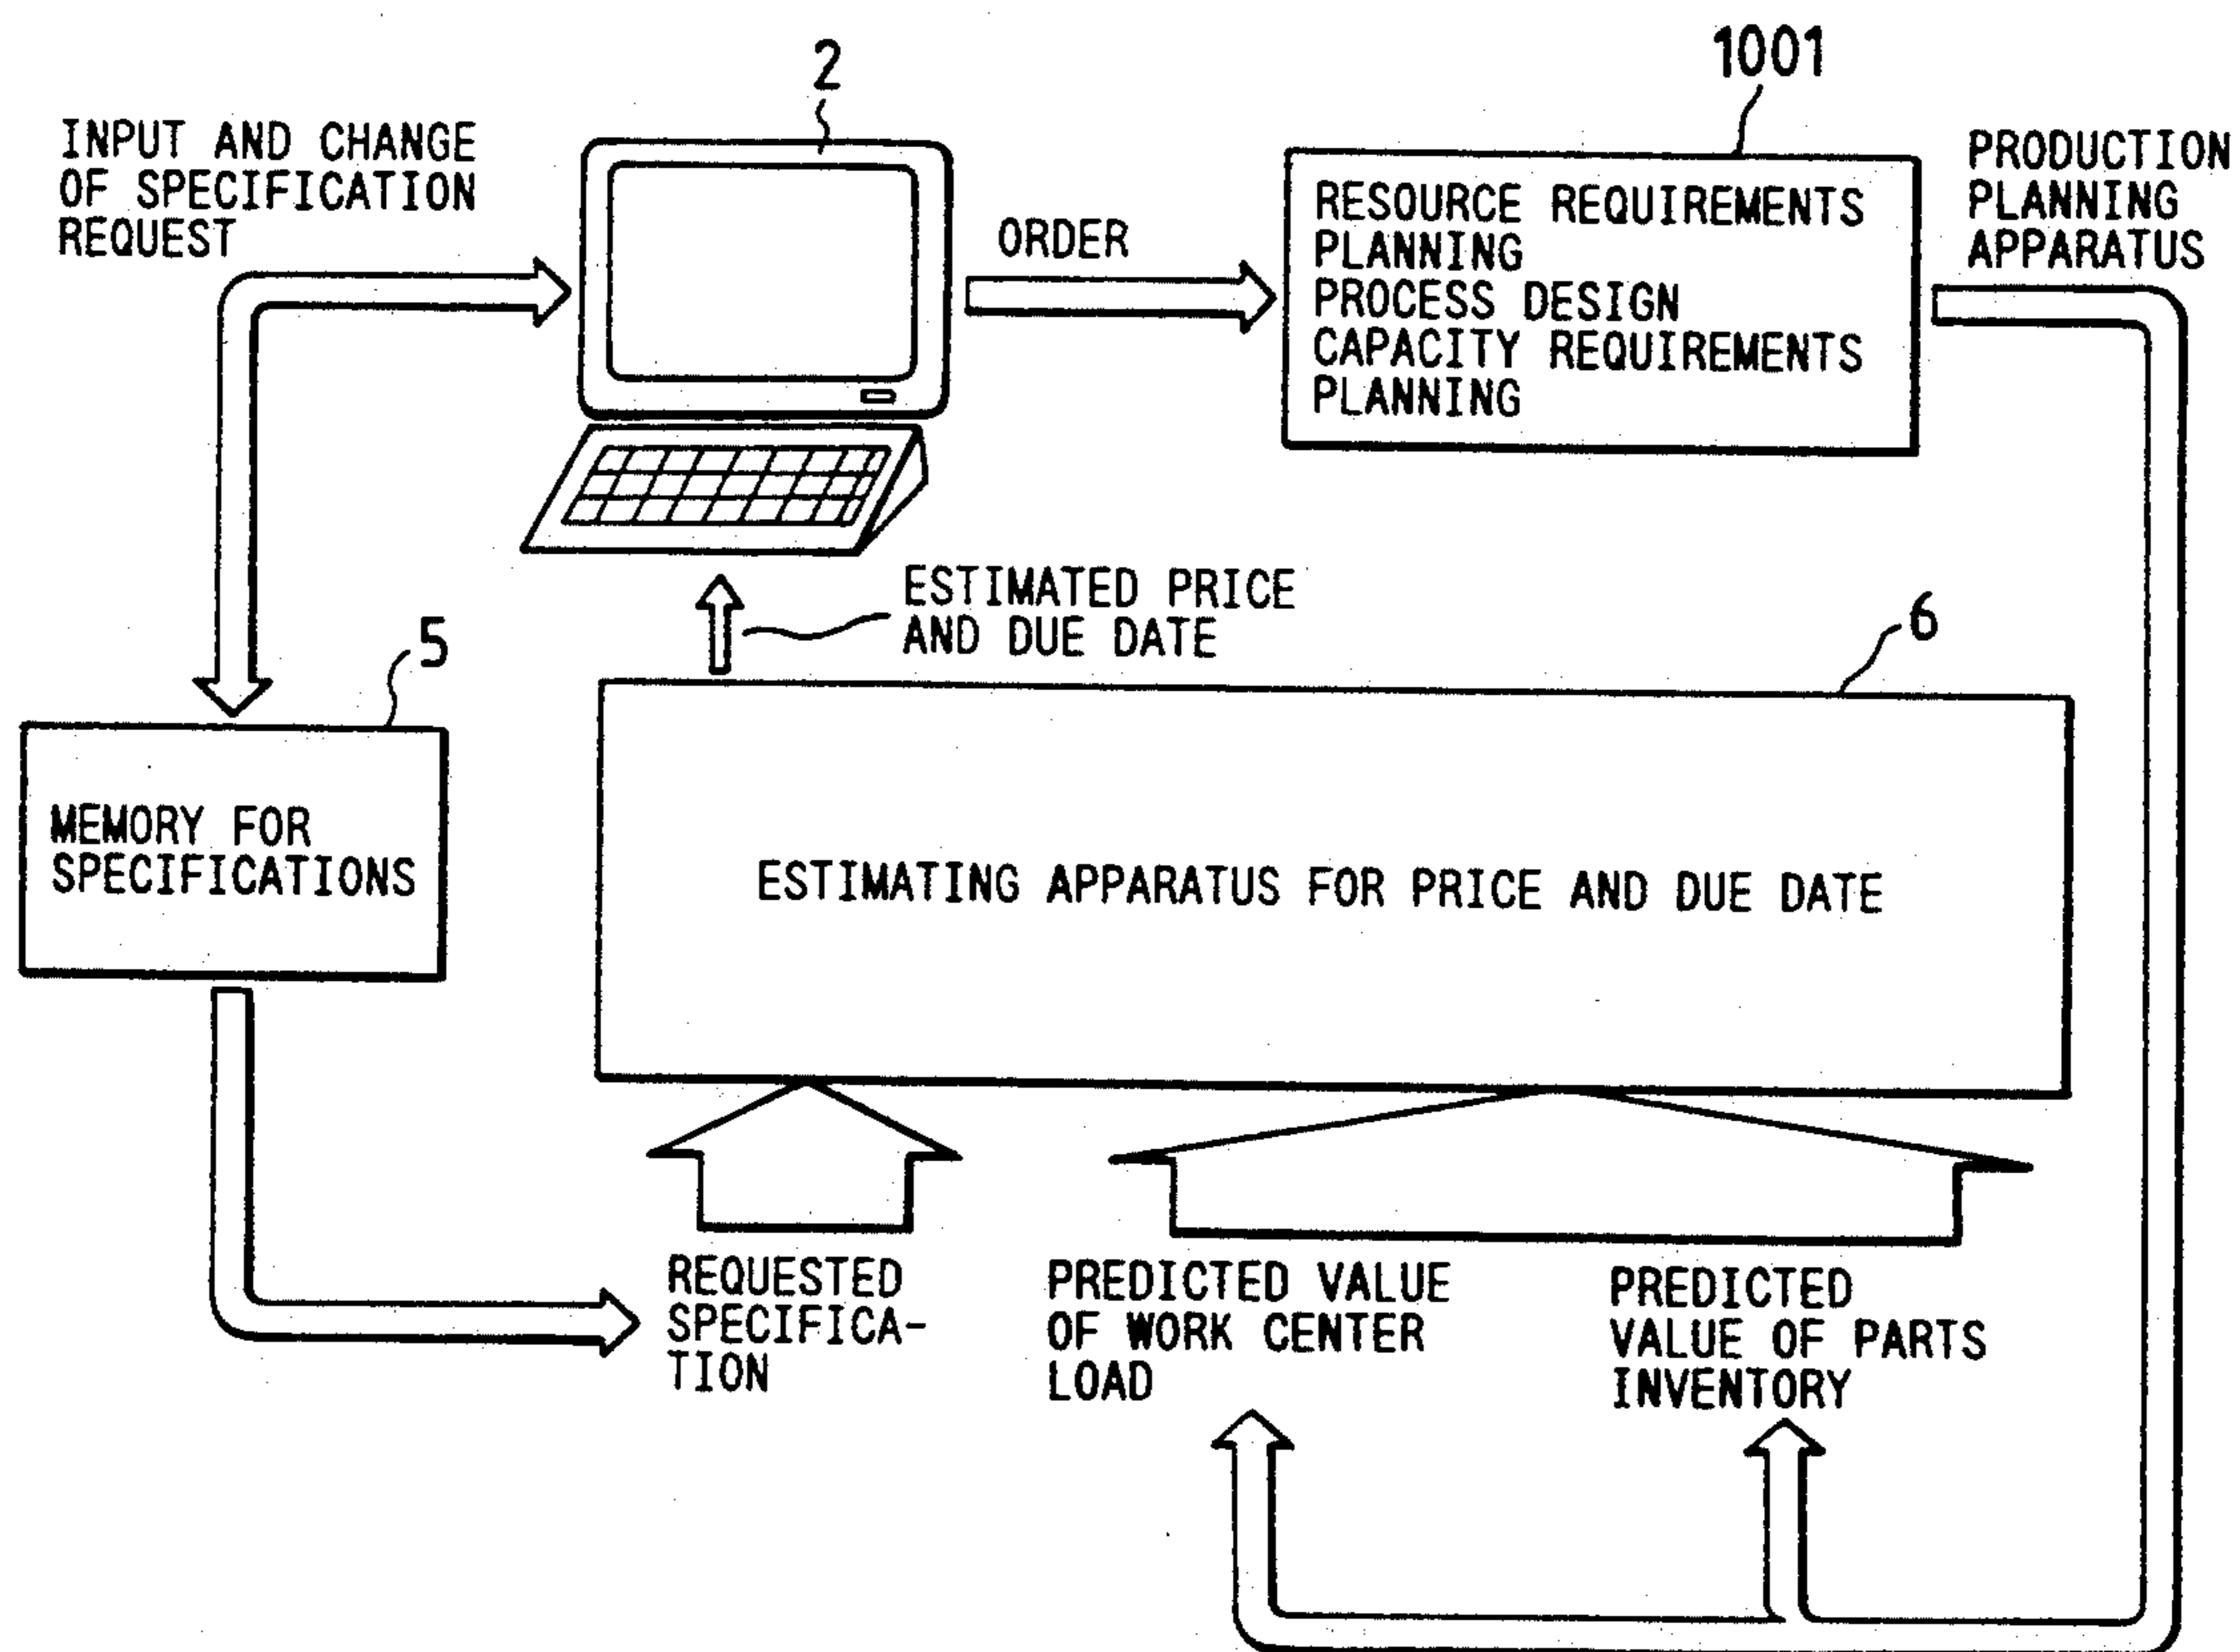 2
1001
INPUT AND CHANGE
OF SPECIFICATION
REQUEST
ORDER
RESOURCE REQUIREMENTS
PLANNING
PROCESS DESIGN
CAPACITY REQUIREMENTS
PLANNING
PRODUCTION
PLANNING
APPARATUS
ESTIMATED PRICE
AND DUE DATE
5
6
MEMORY FOR
SPECIFICATIONS
ESTIMATING APPARATUS FOR PRICE AND DUE DATE
REQUESTED
SPECIFICA-
TION
PREDICTED VALUE
OF WORK CENTER
LOAD
PREDICTED
VALUE OF PARTS
INVENTORY